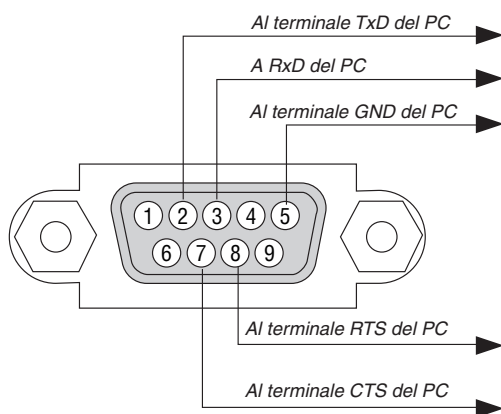 Al terminale TxD del PC
A RxD del PC
Al terminale GND del PC
1 2 3 4 5
6 7 8 9
Al terminale RTS del PC
Al terminale CTS del PC